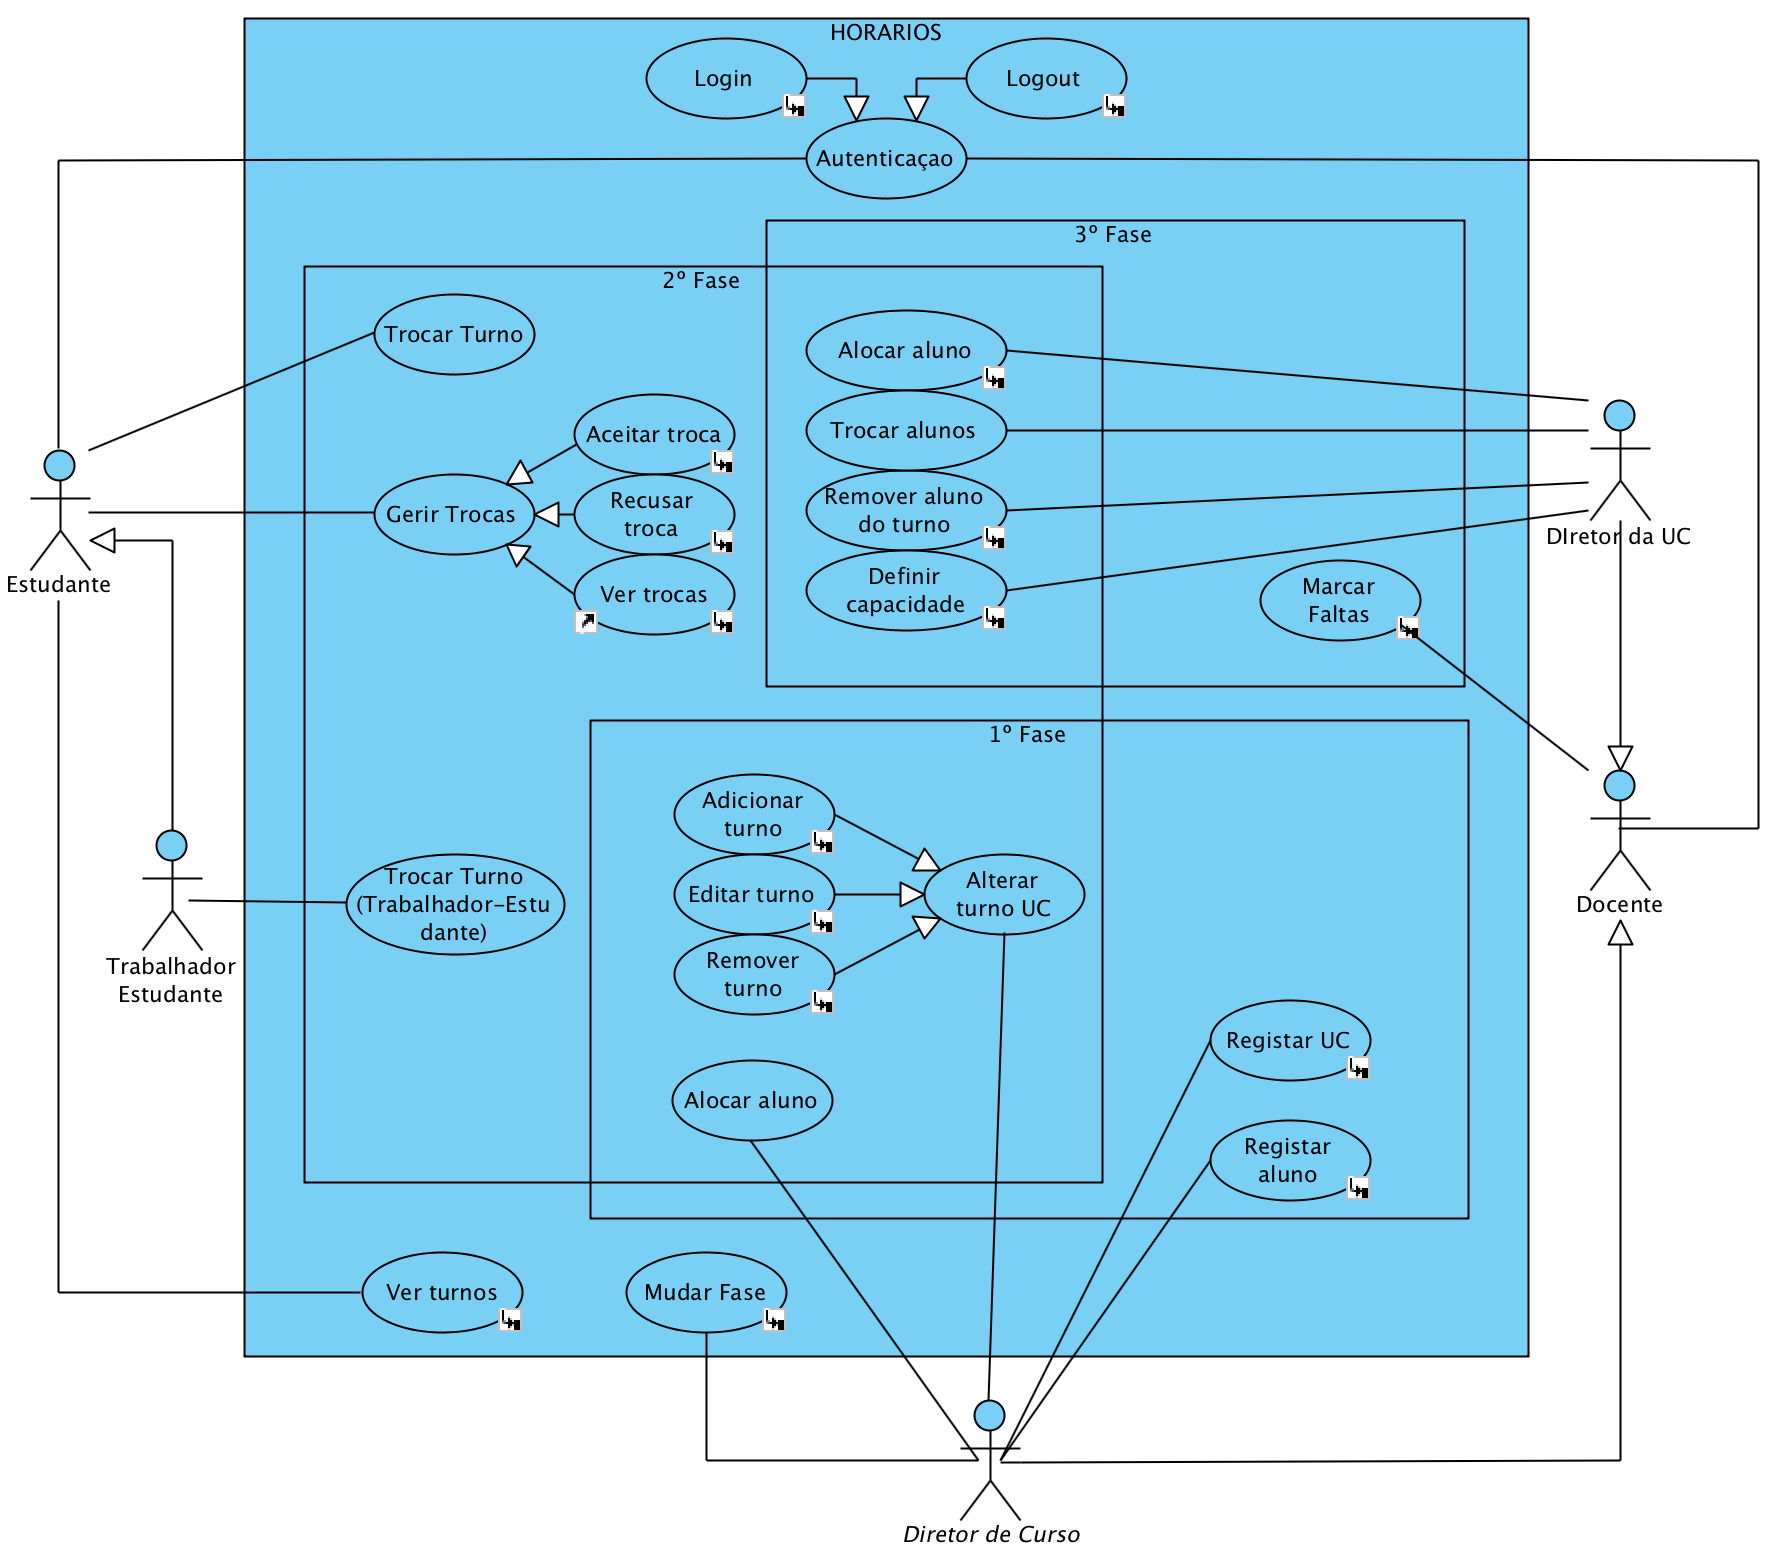 HORARIOS
Login
Logout
Autenticaçao
3º Fase
2º Fase
Trocar Turno
Alocar aluno
Aceitar troca
Trocar alunos
Recusar
troca
Gerir Trocas
Remover aluno
do turno
DIretor da UC
Estudante
Ver trocas
Definir
capacidade
Marcar
Faltas
1º Fase
Adicionar
turno
Trocar Turno
(Trabalhador-Estu
dante)
Editar turno
Alterar
turno UC
Docente
Trabalhador
Estudante
Remover
turno
Registar UC
Alocar aluno
Registar
aluno
Ver turnos
Mudar Fase
Diretor de Curso